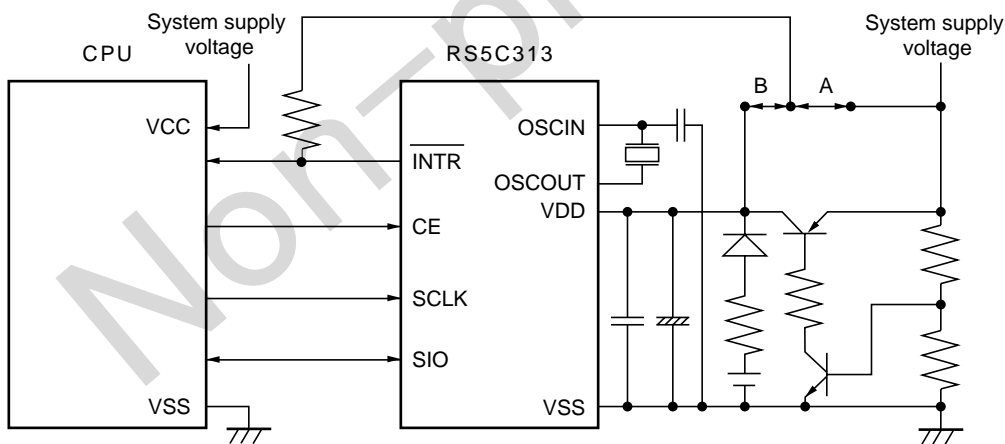 System supply
voltage
System supply
voltage
CPU
RS5C313
B
A
VCC
OSCIN
INTR
OSCOUT
VDD
CE
SCLK
SIO
VSS
VSS
Non-p